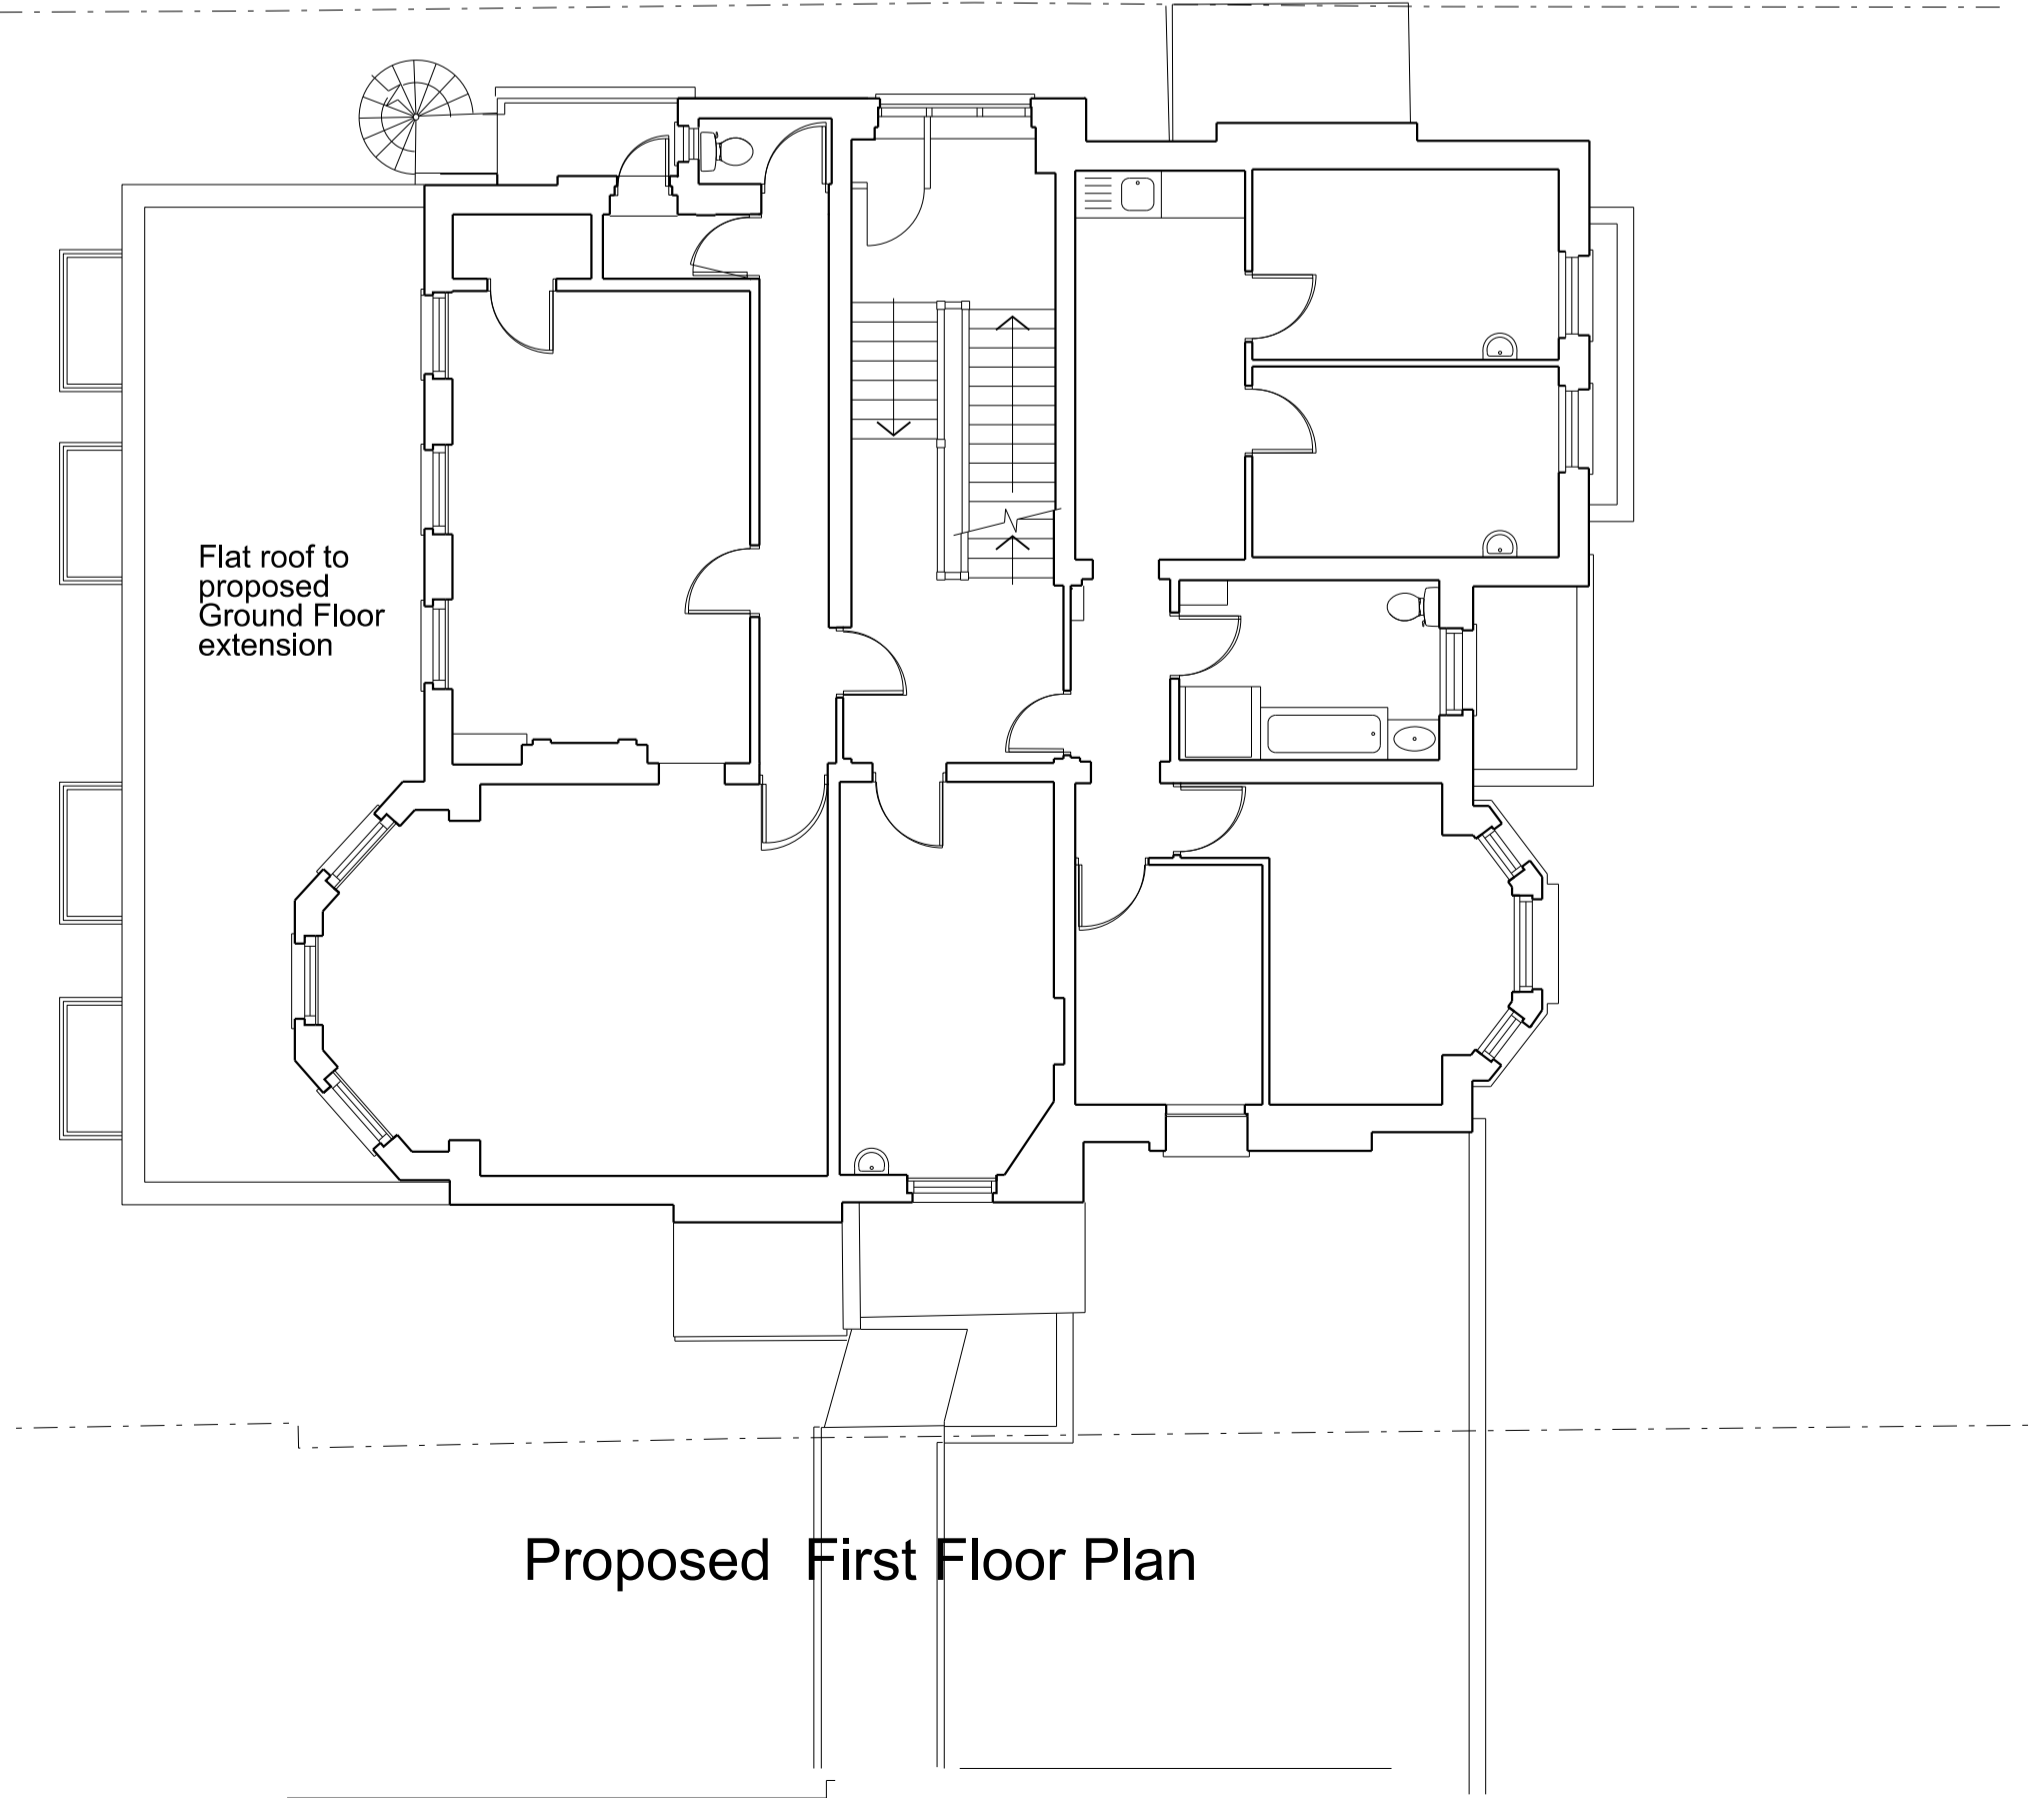 Flat roof to
proposed
Ground Floor
extension
Proposed First Floor Plan